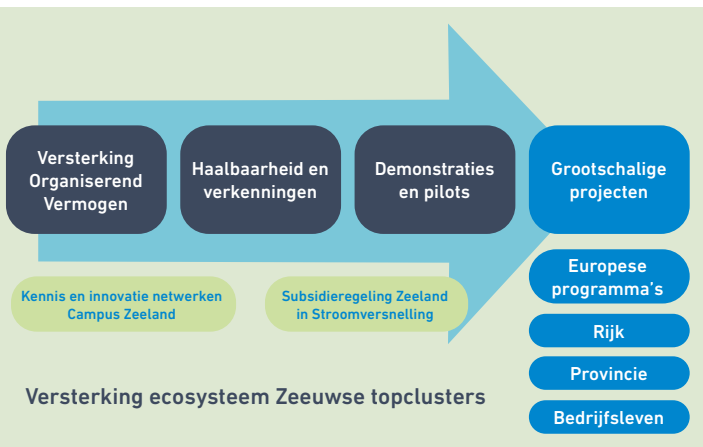 Versterking
Organiserend
Vermogen
Haalbaarheid en
verkenningen
Demonstraties
en pilots
Grootschalige
projecten
Kennis en innovatie netwerken
Campus Zeeland
Subsidieregeling Zeeland
in Stroomversnelling
Europese
programma's
Rijk
Provincie
Bedrijfsleven
Versterking ecosysteem Zeeuwse topclusters